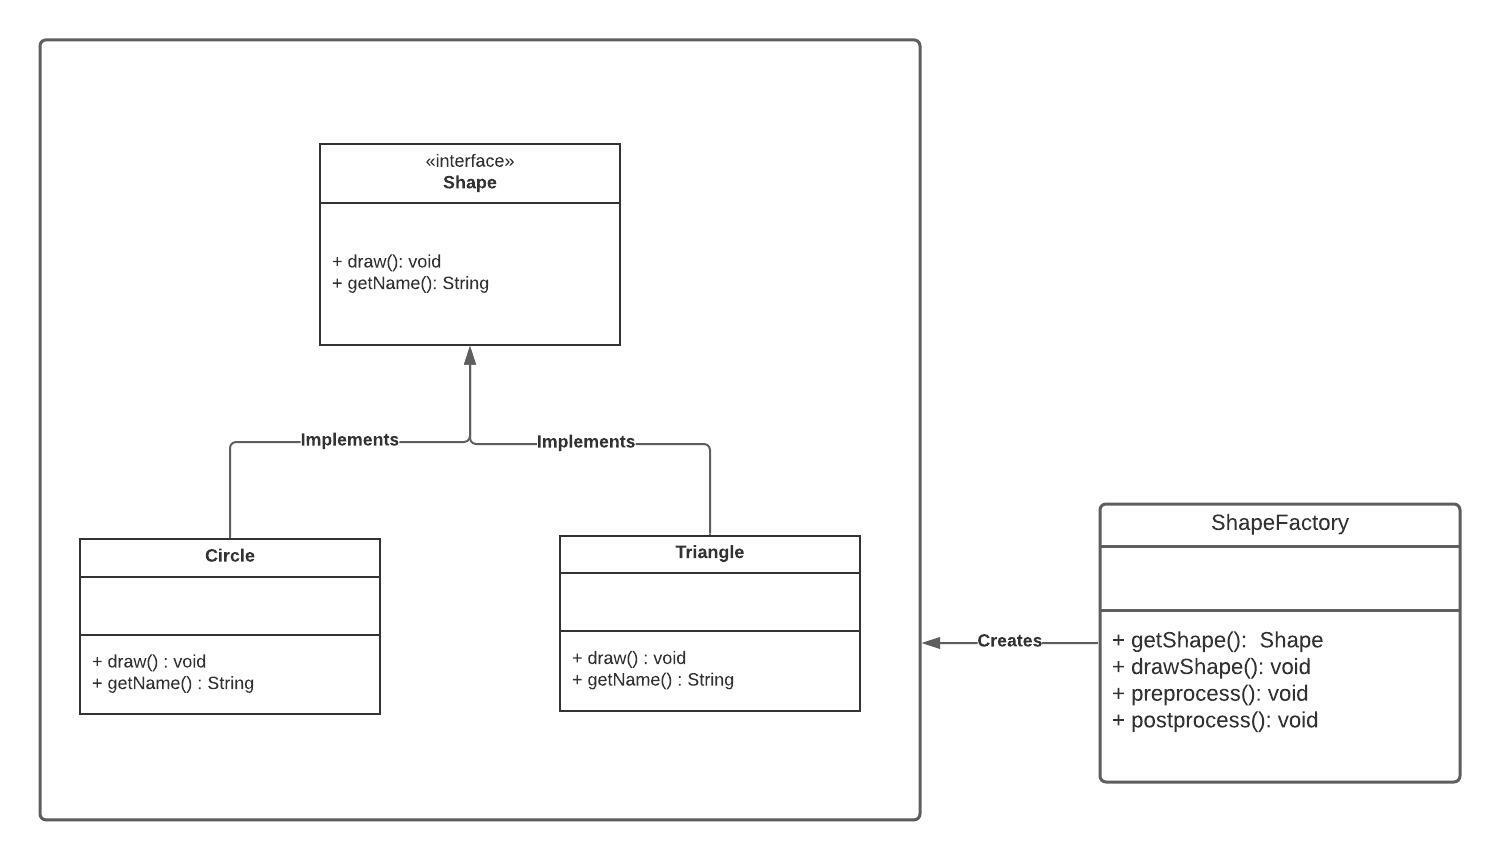 «interface»
Shape
+ draw(): void
+ getName(): String
Implements
Implements
Circle
+ draw() : void
+ getName() : String
Triangle
+ draw() : void
+ getName() : String
Creates
ShapeFactory
+ getShape():  Shape
+ drawShape(): void
+ preprocess(): void
+ postprocess(): void